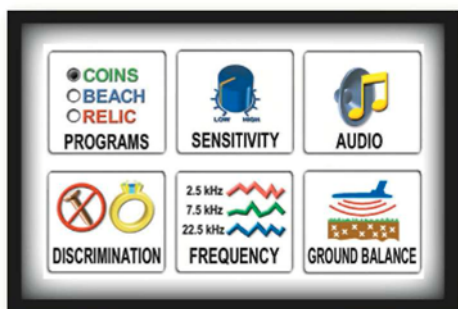 COINS
BEACH
RELIC
PROGRAMS
LOW HIGH
SENSITIVITY
AUDIO
DISCRIMINATION
2.5 kHz
7.5 kHz
22.5 kHz
FREQUENCY
GROUND BALANCE